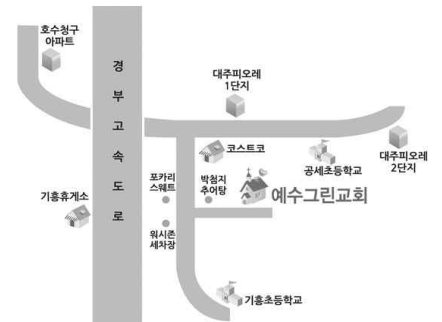 호수청구
아파트
경
부
고
속
도
로
대주피오레
1단지
코스트코
공세초등학교
대주피오레
2단지
포카리
스웨트
박첨지
추어탕
예수그린교회
기흥휴게소
워시존
세차장
기흥초등학교